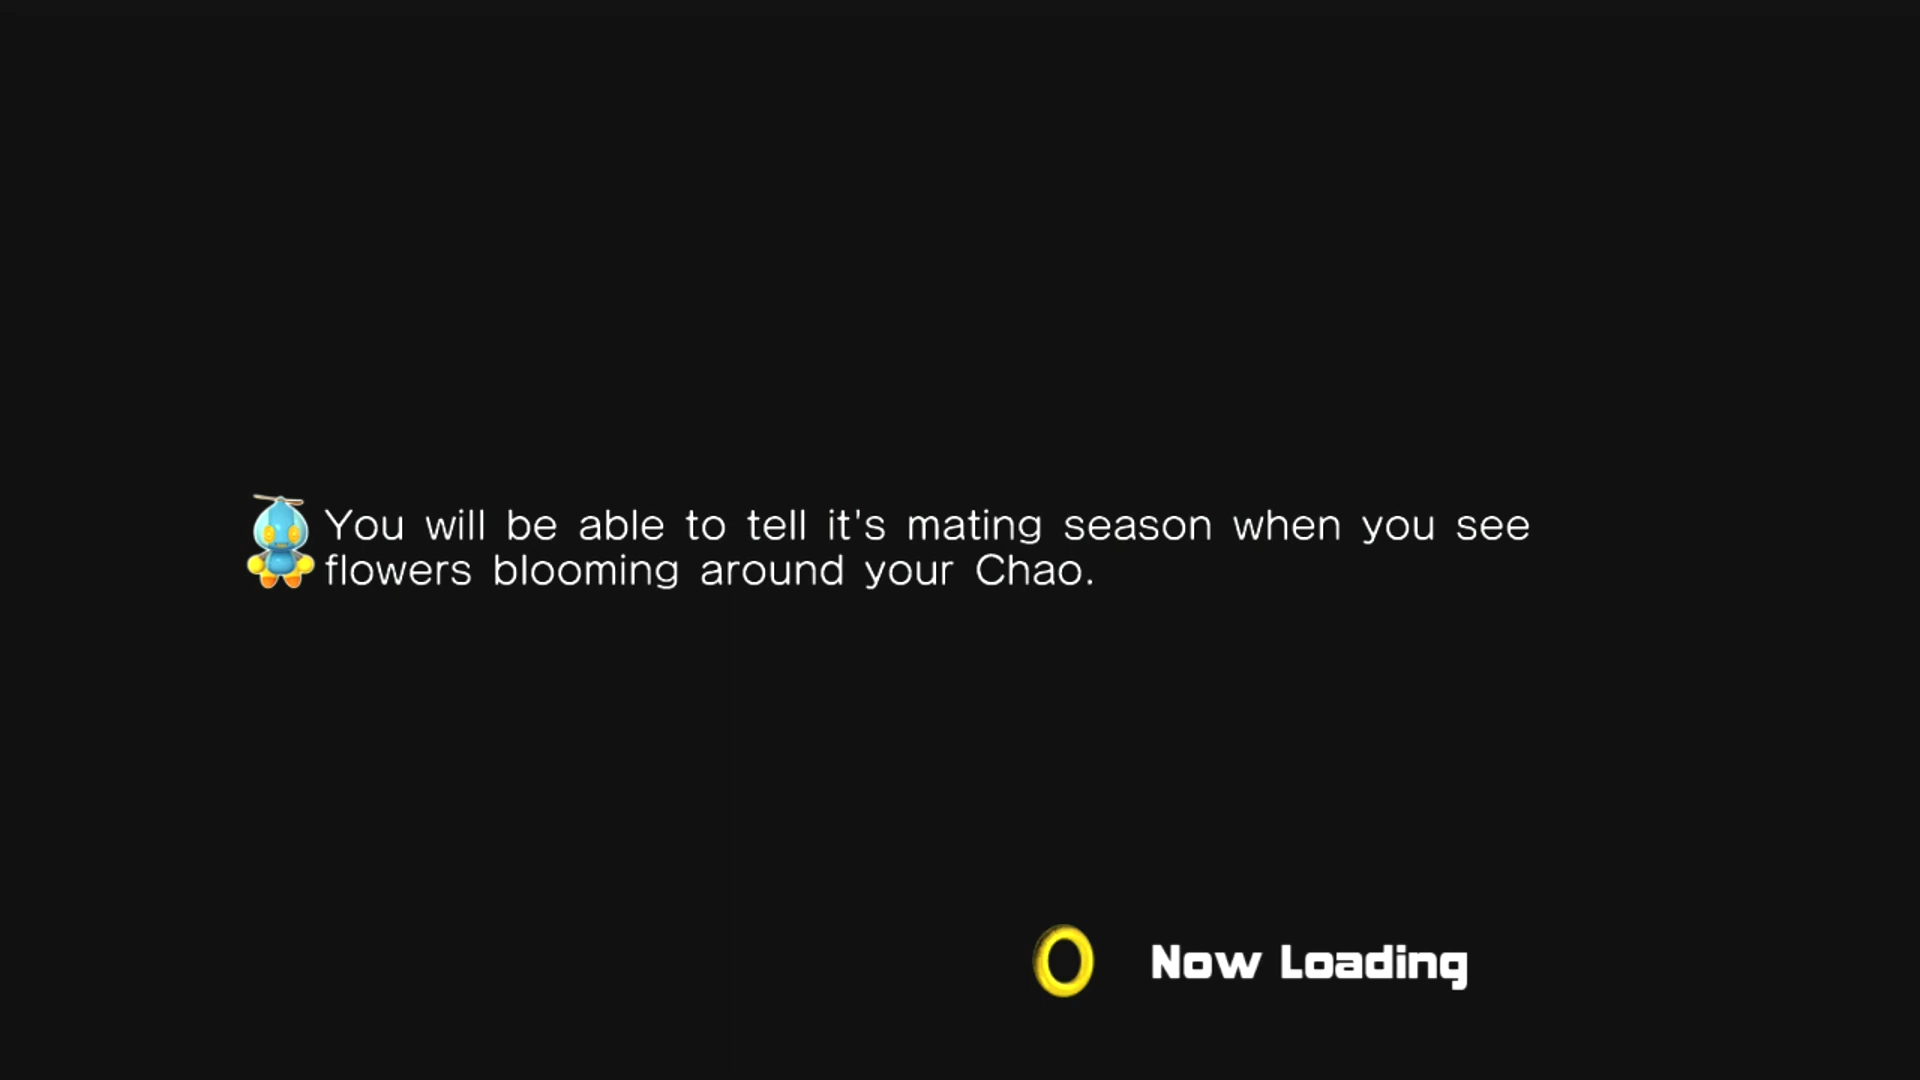 You will be able to tell it's mating season when you see
flowers blooming around your Chao.
Now Loading